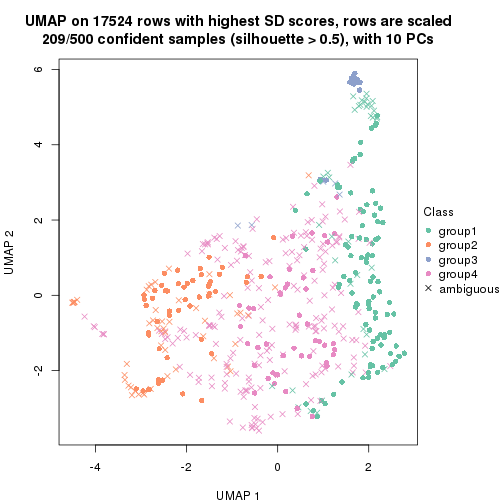 UMAP on 17524 rows with highest SD scores, rows are scaled
209/500 confident samples (silhouette > 0.5), with 10 PCs
6
4
2
0
-2
UMAP 2
-4
-2
0
2
UMAP 1
Class
group1
group2
group3
group4
ambiguous